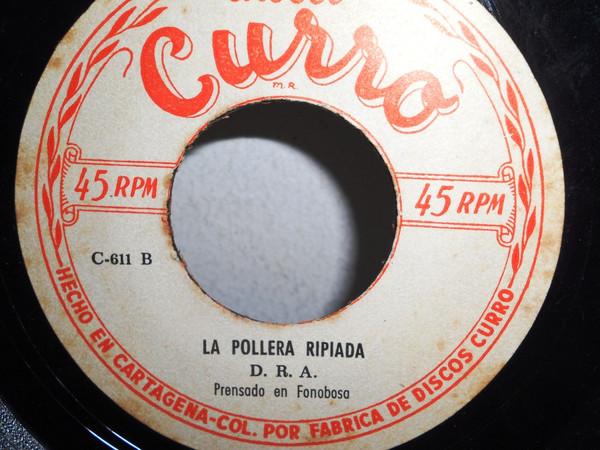 Curro
M.R.
45 RPM
45 RPM
C-611 B
LA POLLERA RIPIADA
D. R. A.
Prensado en Fonobosa
HECHO EN CARTAGENA-COL. POR FABRICA DE DISCOS CURRO